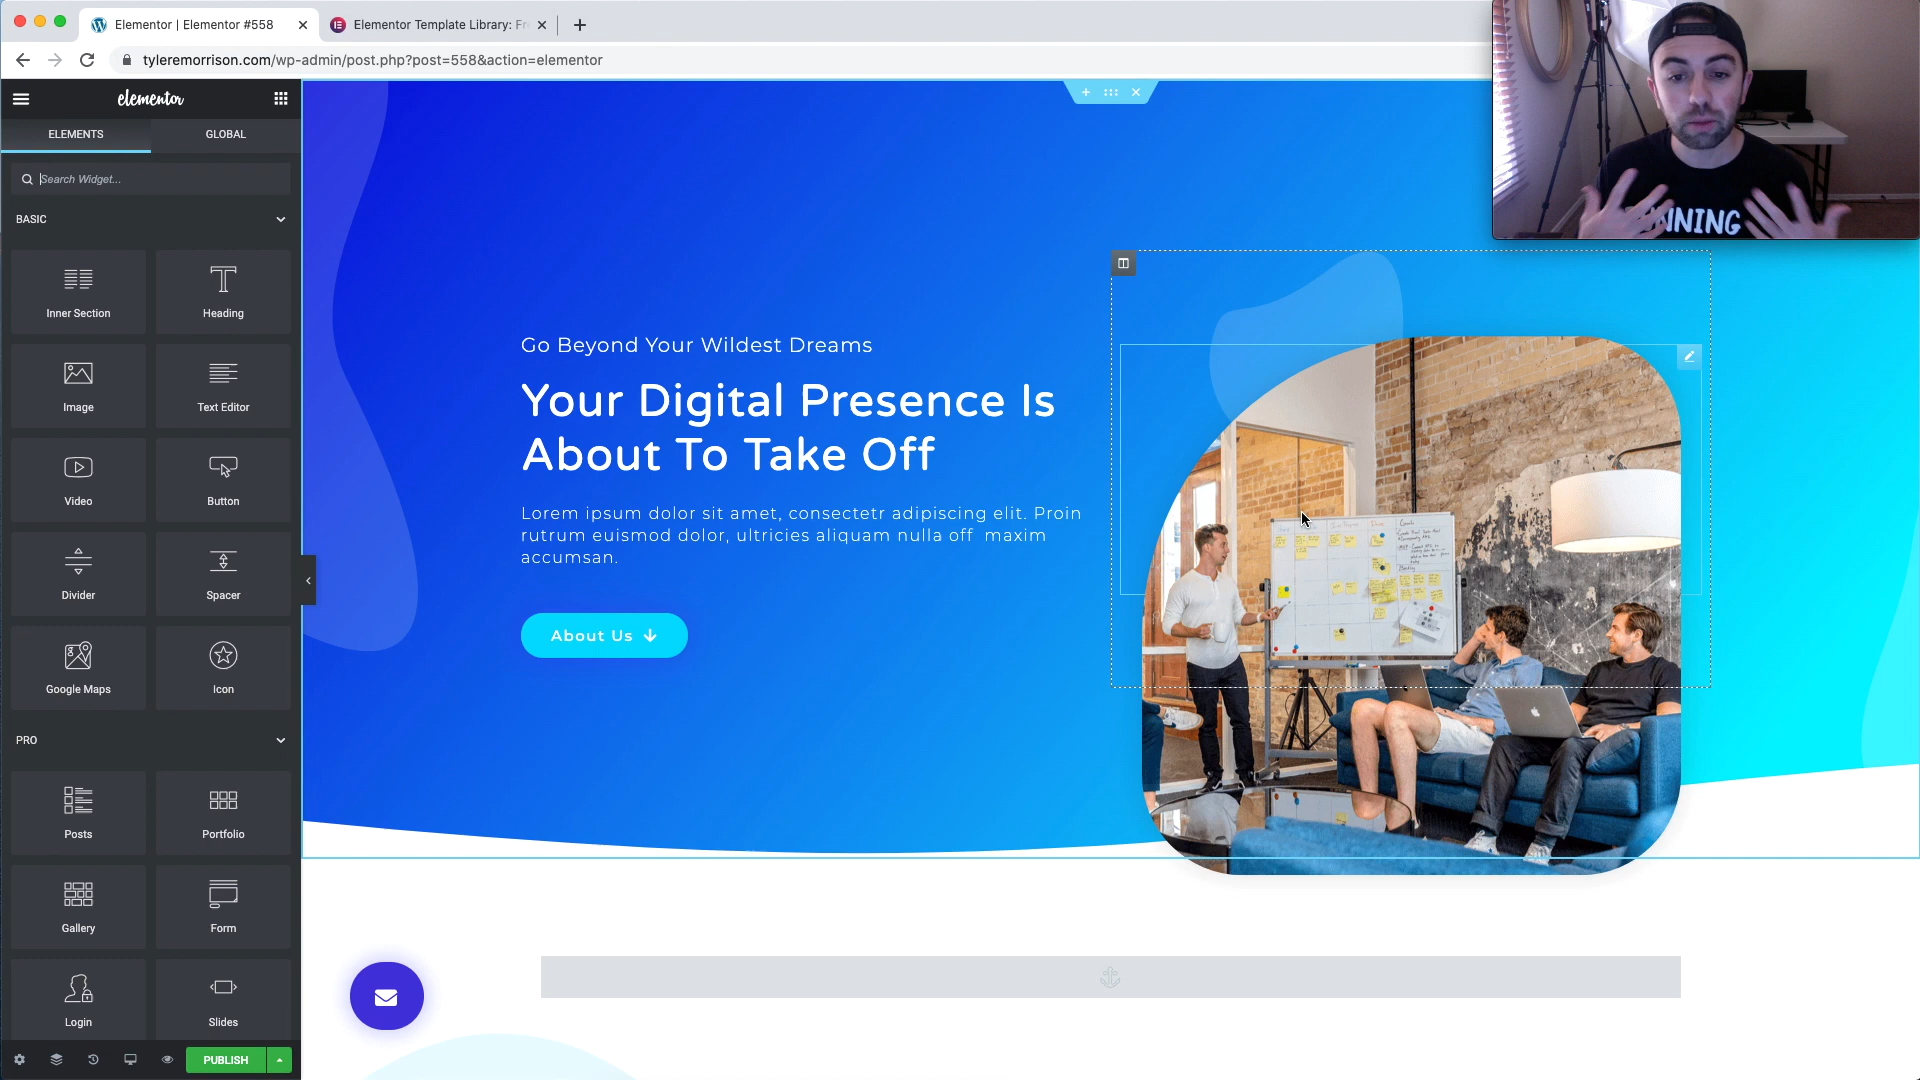 Elementor | Elementor #558
Elementor Template Library: Fr
tyleremorrison.com/wp-admin/post.php?post=558&action=elementor
elementor
ELEMENTS
GLOBAL
Search Widget...
BASIC
Inner Section
Heading
Image
Text Editor
Video
Button
Divider
Spacer
Google Maps
Icon
PRO
Posts
Portfolio
Gallery
Form
Login
Slides
PUBLISH
Go Beyond Your Wildest Dreams
Your Digital Presence Is
About To Take Off
Lorem ipsum dolor sit amet, consectetr adipiscing elit. Proin
rutrum euismod dolor, ultricies aliquam nulla off maxim
accumsan.
About Us